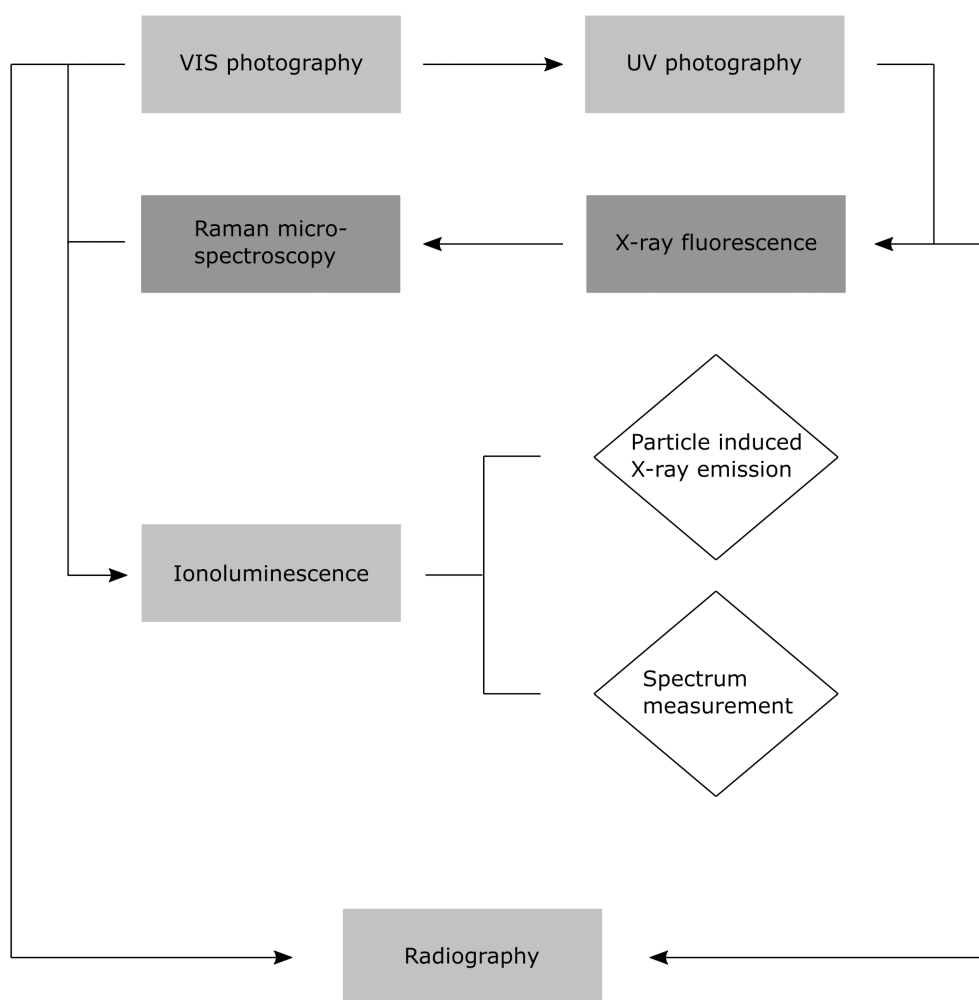 VIS photography
UV photography
Raman micro-
spectroscopy
X-ray fluorescence
Particle induced
X-ray emission
Ionoluminescence
Spectrum
measurement
Radiography